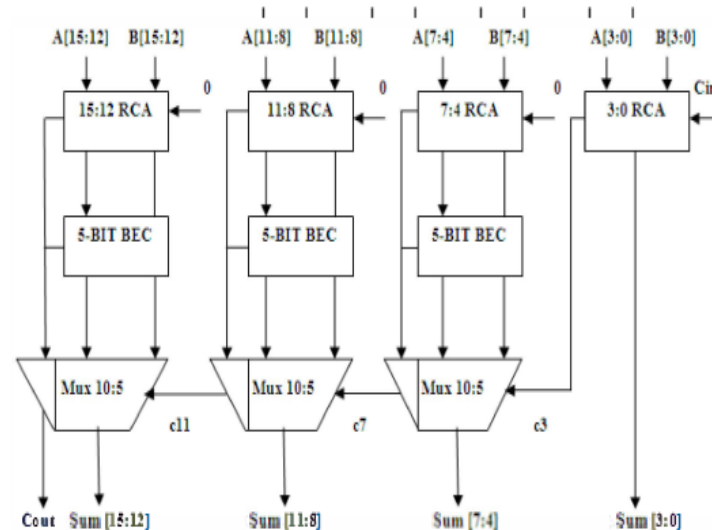 A[15:12] B[15:12] A[11:8] B[11:8] A[7:4] B[7:4] A[3:0] B[3:0]
0 0 0 Cin
15:12 RCA 11:8 RCA 7:4 RCA 3:0 RCA
5-BIT BEC 5-BIT BEC 5-BIT BEC
Mux 10:5 Mux 10:5 Mux 10:5
c11 c7 c3
Cout Sum [15:12] Sum [11:8] Sum [7:4] Sum [3:0]